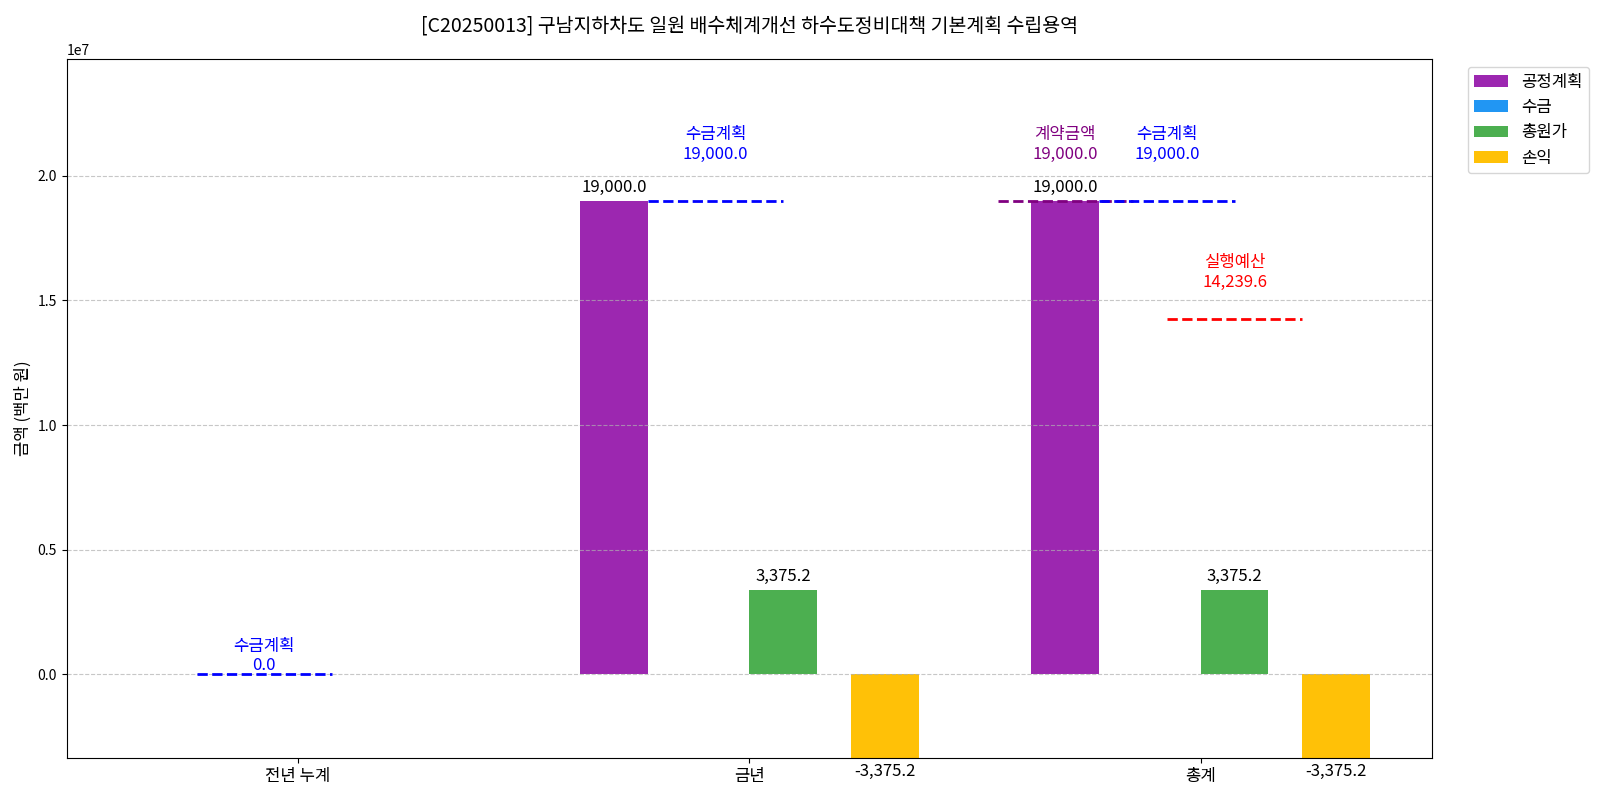 [C20250013] 구남지하차도 일원 배수체계개선 하수도정비대책 기본계획 수립용역
1e7
공정계획
수금
총원가
손익
수금계획
19,000.0
계약금액
19,000.0
수금계획
19,000.0
2.0
19,000.0
19,000.0
실행예산
14,239.6
1.5
금액 (백만 원)
1.0
0.5
3,375.2
3,375.2
수금계획
0.0
0.0
-3,375.2
-3,375.2
전년 누계
금년
총계